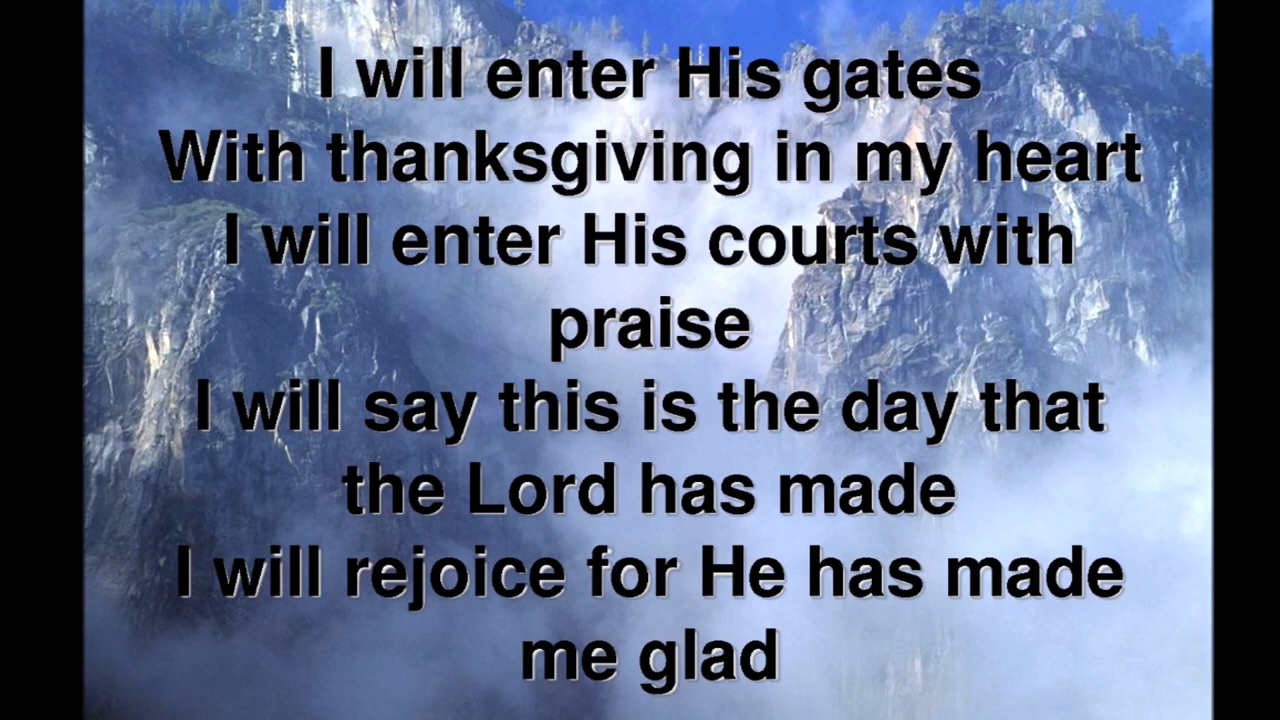 I will enter His gates
With thanksgiving in my heart
I will enter His courts with
praise
I will say this is the day that
the Lord has made
I will rejoice for He has made
me glad